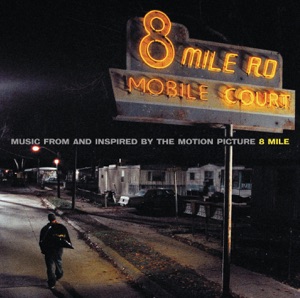 8
MILE RD
MOBILE COURT
MUSIC FROM AND INSPIRED BY THE MOTION PICTURE 8 MILE